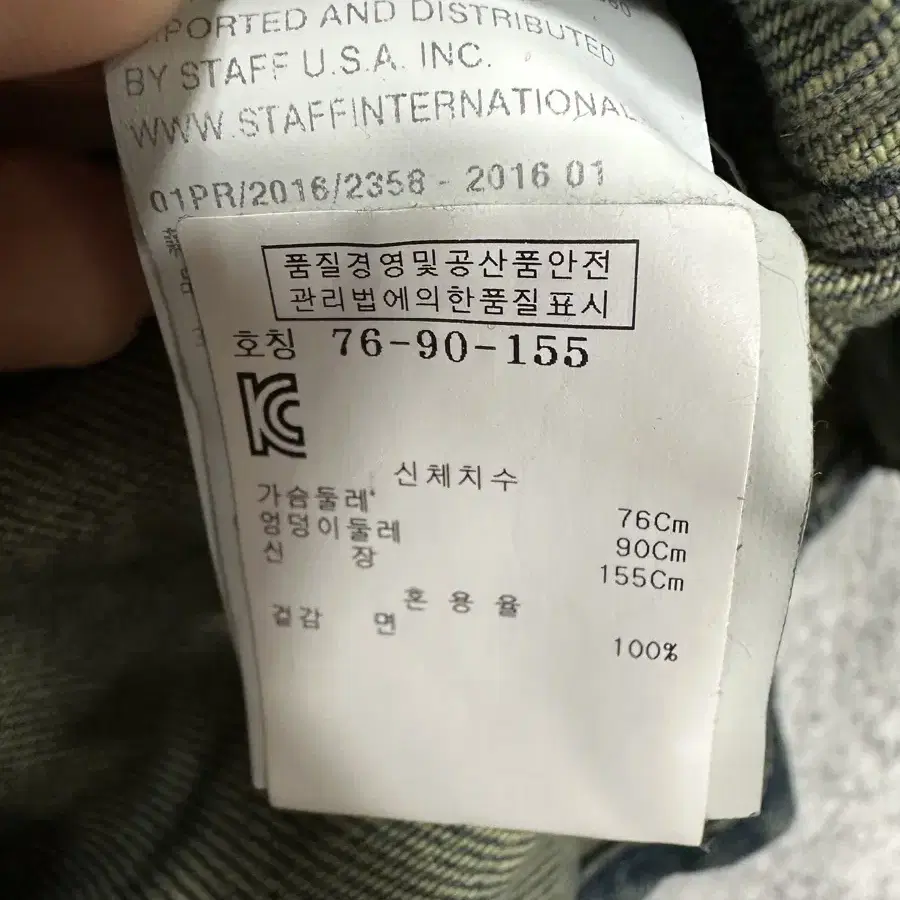 PORTED AND DISTRIBUTED
BY STAFF U.S.A. INC.
WWW.STAFFINTERNATIONAL
01PR/2016/2358 - 2016 01
품질경영및공산품안전
관리법에의한품질표시
호칭 76-90-155
KC
신체치수
가슴둘레 76Cm
엉덩이둘레 90Cm
신 장 155Cm
혼 용 율
겉감 면 100%